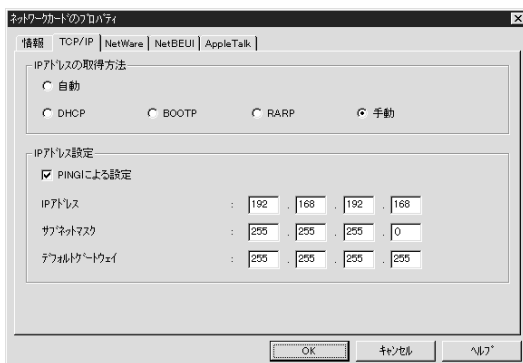 ネットワークカードのプロパティ
情報 TCP/IP NetWare NetBEUI AppleTalk
IPアドレスの取得方法
自動
DHCP BOOTP RARP 手動
IPアドレス設定
PINGによる設定
IPアドレス : 192 . 168 . 192 . 168
サブネットマスク : 255 . 255 . 255 . 0
デフォルトゲートウェイ : 255 . 255 . 255 . 255
OK キャンセル ヘルプ